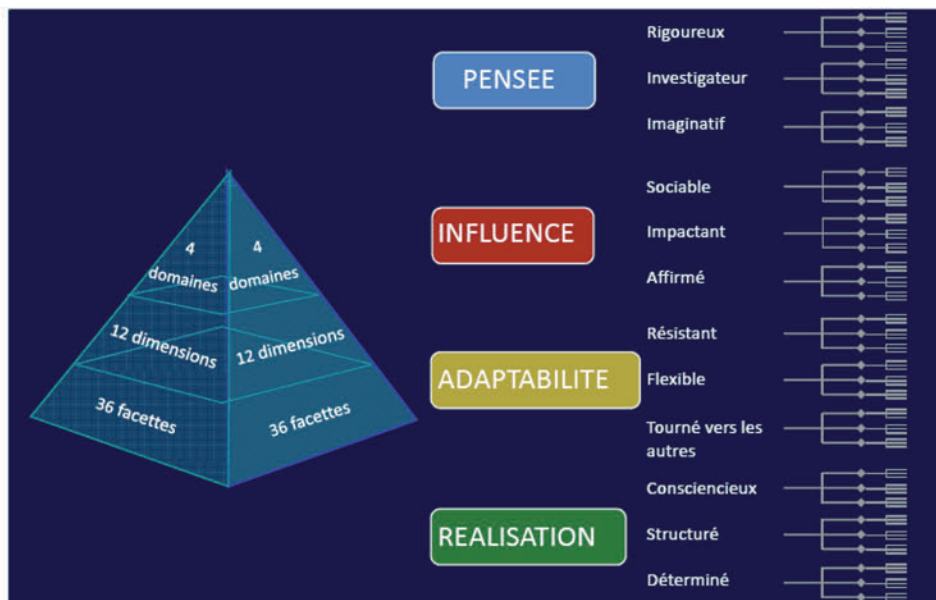 4
domaines
12 dimensions
36 facettes
4
domaines
12 dimensions
36 facettes
PENSEE
Rigoureux
Investigateur
Imaginatif
INFLUENCE
Sociable
Impactant
Affirmé
ADAPTABILITE
Résistant
Flexible
Tourné vers les
autres
REALISATION
Consciencieux
Structuré
Déterminé